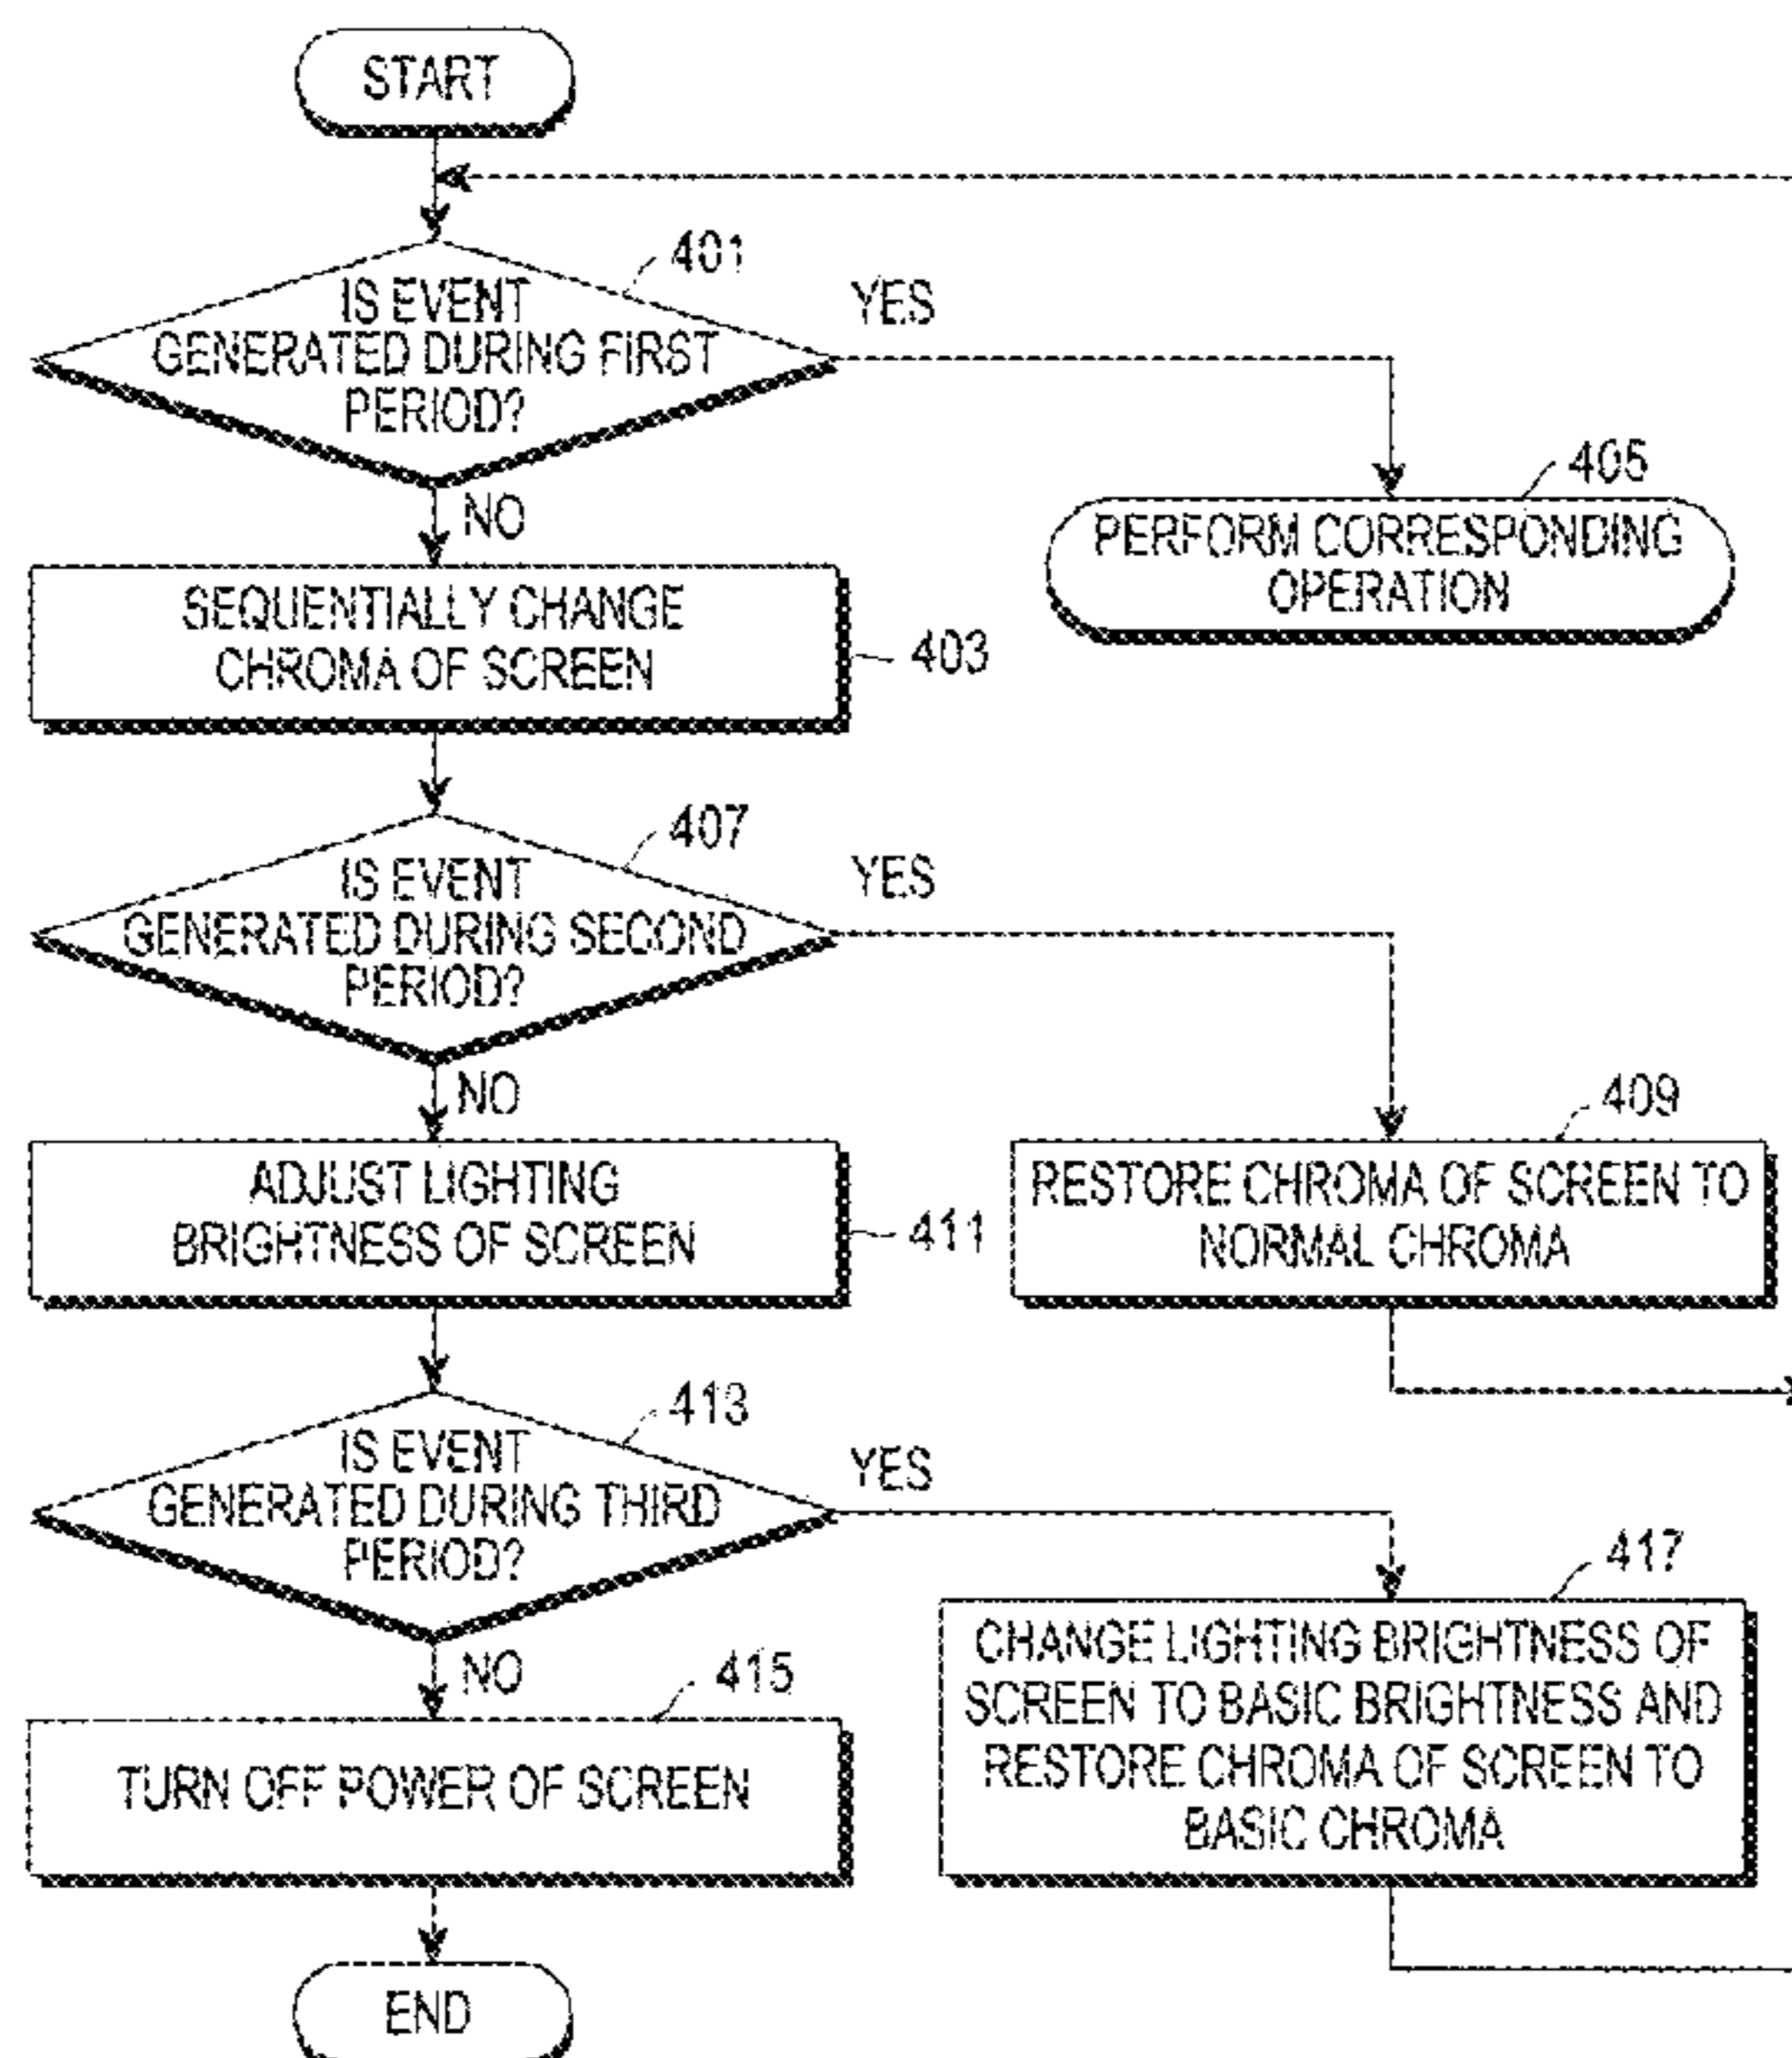 START
401
IS EVENT
GENERATED DURING FIRST
PERIOD?
YES
NO
405
PERFORM CORRESPONDING
OPERATION
SEQUENTIALLY CHANGE
CHROMA OF SCREEN
403
407
IS EVENT
GENERATED DURING SECOND
PERIOD?
YES
NO
409
RESTORE CHROMA OF SCREEN TO
NORMAL CHROMA
ADJUST LIGHTING
BRIGHTNESS OF SCREEN
411
413
IS EVENT
GENERATED DURING THIRD
PERIOD?
YES
NO
417
CHANGE LIGHTING BRIGHTNESS OF
SCREEN TO BASIC BRIGHTNESS AND
RESTORE CHROMA OF SCREEN TO
BASIC CHROMA
415
TURN OFF POWER OF SCREEN
END